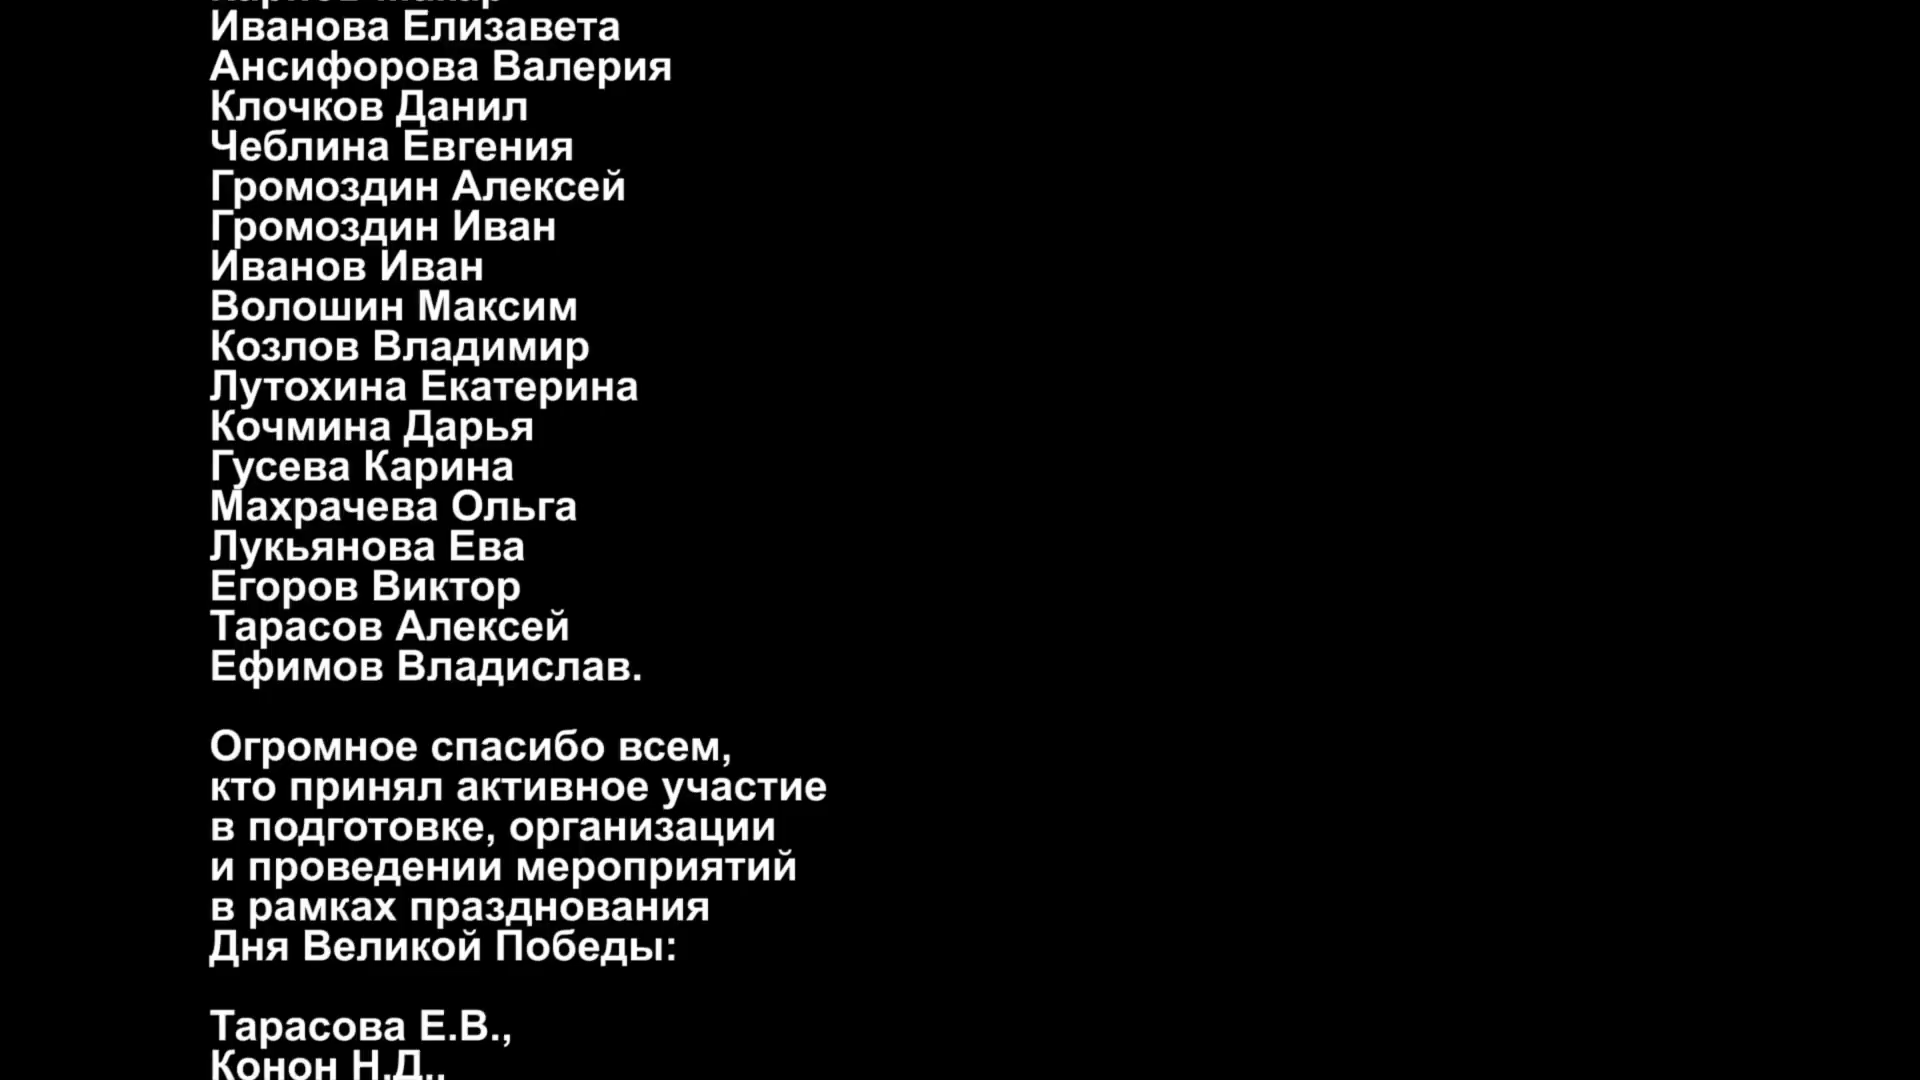 Иванова Елизавета
Ансифорова Валерия
Клочков Данил
Чеблина Евгения
Громоздин Алексей
Громоздин Иван
Иванов Иван
Волошин Максим
Козлов Владимир
Лутохина Екатерина
Кочмина Дарья
Гусева Карина
Махрачева Ольга
Лукьянова Ева
Егоров Виктор
Тарасов Алексей
Ефимов Владислав.
Огромное спасибо всем,
кто принял активное участие
в подготовке, организации
и проведении мероприятий
в рамках празднования
Дня Великой Победы:
Тарасова Е.В.,
Конон Н.Д.,